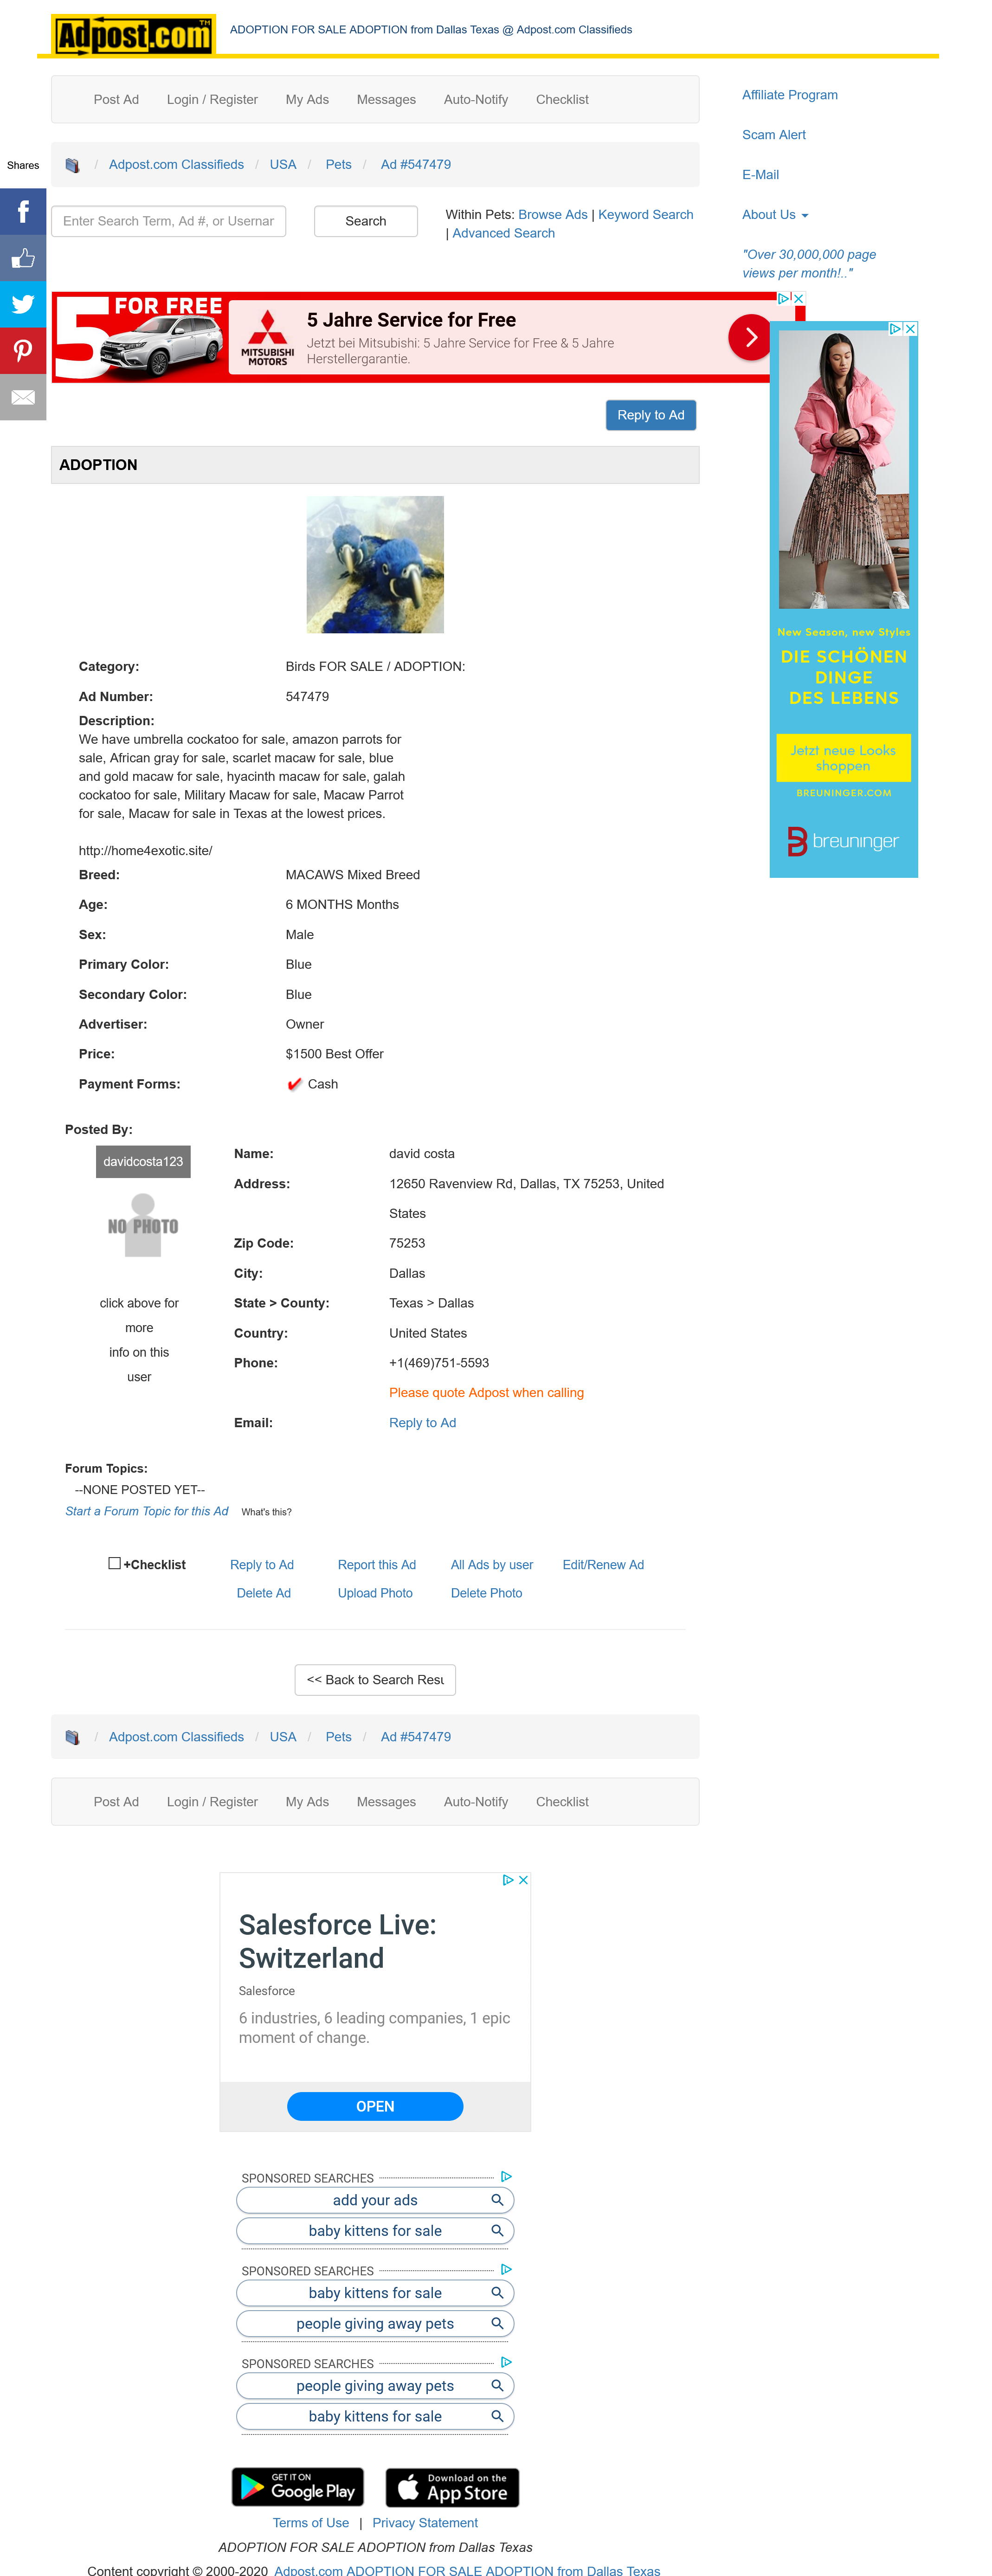 Adpost.com TM
ADOPTION FOR SALE ADOPTION from Dallas Texas @ Adpost.com Classifieds
Post Ad Login / Register My Ads Messages Auto-Notify Checklist
Affiliate Program
Scam Alert
E-Mail
About Us
"Over 30,000,000 page
views per month!.."
Shares
/ Adpost.com Classifieds / USA / Pets / Ad #547479
Enter Search Term, Ad #, or Usernar
Search
Within Pets: Browse Ads | Keyword Search
| Advanced Search
5 FOR FREE
MITSUBISHI
MOTORS
5 Jahre Service for Free
Jetzt bei Mitsubishi: 5 Jahre Service for Free & 5 Jahre
Herstellergarantie.
Reply to Ad
ADOPTION
New Season, new Styles
DIE SCHÖNEN
DINGE
DES LEBENS
Jetzt neue Looks
shoppen
BREUNINGER.COM
breuninger
Category: Birds FOR SALE / ADOPTION:
Ad Number: 547479
Description:
We have umbrella cockatoo for sale, amazon parrots for
sale, African gray for sale, scarlet macaw for sale, blue
and gold macaw for sale, hyacinth macaw for sale, galah
cockatoo for sale, Military Macaw for sale, Macaw Parrot
for sale, Macaw for sale in Texas at the lowest prices.
http://home4exotic.site/
Breed: MACAWS Mixed Breed
Age: 6 MONTHS Months
Sex: Male
Primary Color: Blue
Secondary Color: Blue
Advertiser: Owner
Price: $1500 Best Offer
Payment Forms: Cash
Posted By:
davidcosta123
NO PHOTO
click above for
more
info on this
user
Name: david costa
Address: 12650 Ravenview Rd, Dallas, TX 75253, United
States
Zip Code: 75253
City: Dallas
State > County: Texas > Dallas
Country: United States
Phone: +1(469)751-5593
Please quote Adpost when calling
Email: Reply to Ad
Forum Topics:
--NONE POSTED YET--
Start a Forum Topic for this Ad What's this?
+Checklist Reply to Ad Report this Ad All Ads by user Edit/Renew Ad
Delete Ad Upload Photo Delete Photo
<< Back to Search Resu
/ Adpost.com Classifieds / USA / Pets / Ad #547479
Post Ad Login / Register My Ads Messages Auto-Notify Checklist
Salesforce Live:
Switzerland
Salesforce
6 industries, 6 leading companies, 1 epic
moment of change.
OPEN
SPONSORED SEARCHES
add your ads
baby kittens for sale
SPONSORED SEARCHES
baby kittens for sale
people giving away pets
SPONSORED SEARCHES
people giving away pets
baby kittens for sale
GET IT ON
Google Play
Download on the
App Store
Terms of Use | Privacy Statement
ADOPTION FOR SALE ADOPTION from Dallas Texas
Content copyright © 2000-2020 Adpost.com ADOPTION FOR SALE ADOPTION from Dallas Texas